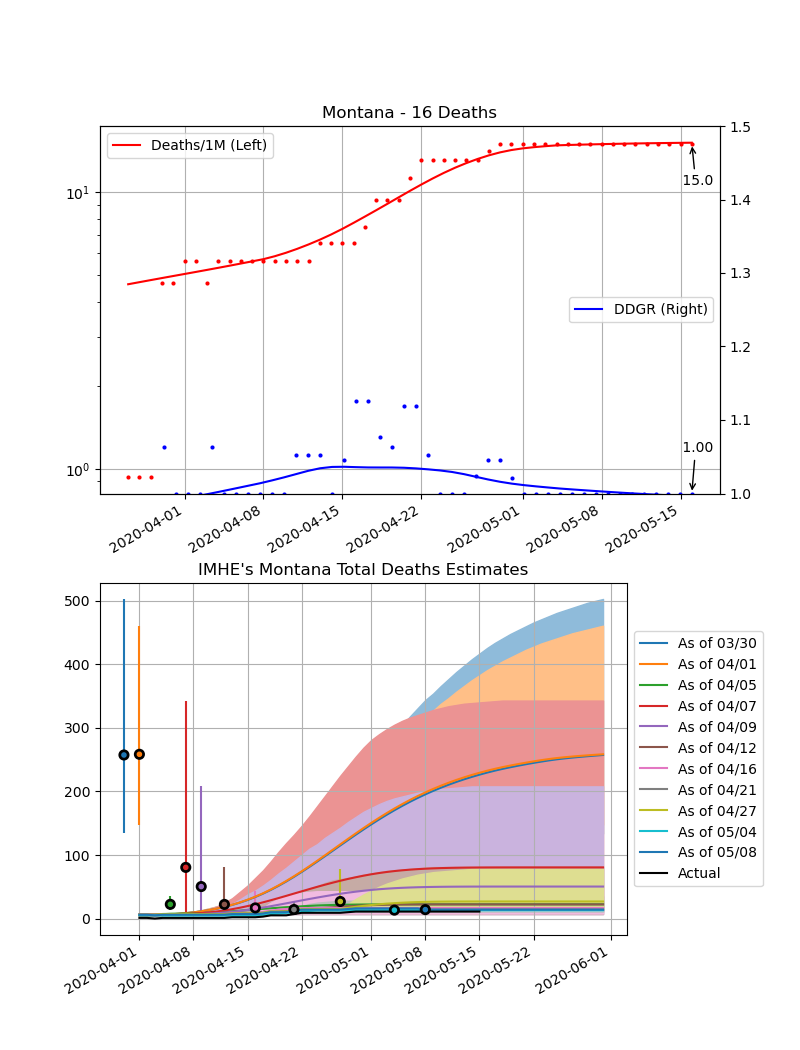 Montana - 16 Deaths
Deaths/1M (Left)
DDGR (Right)
15.0
1.00
10¹
10⁰
1.5
1.4
1.3
1.2
1.1
1.0
2020-04-01
2020-04-08
2020-04-15
2020-04-22
2020-05-01
2020-05-08
2020-05-15
IMHE's Montana Total Deaths Estimates
500
400
300
200
100
0
2020-04-01
2020-04-08
2020-04-15
2020-04-22
2020-05-01
2020-05-08
2020-05-15
2020-05-22
2020-06-01
As of 03/30
As of 04/01
As of 04/05
As of 04/07
As of 04/09
As of 04/12
As of 04/16
As of 04/21
As of 04/27
As of 05/04
As of 05/08
Actual